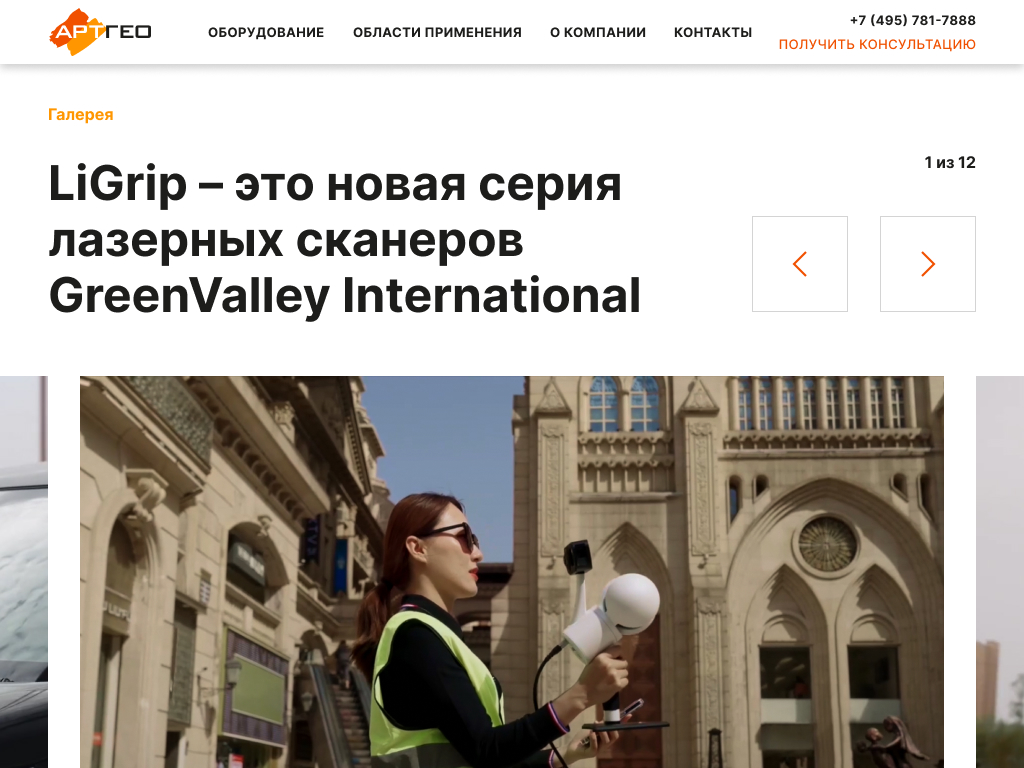 АРТГЕО
ОБОРУДОВАНИЕ
ОБЛАСТИ ПРИМЕНЕНИЯ
О КОМПАНИИ
КОНТАКТЫ
+7 (495) 781-7888
ПОЛУЧИТЬ КОНСУЛЬТАЦИЮ
Галерея
LiGrip – это новая серия
лазерных сканеров
GreenValley International
1 из 12